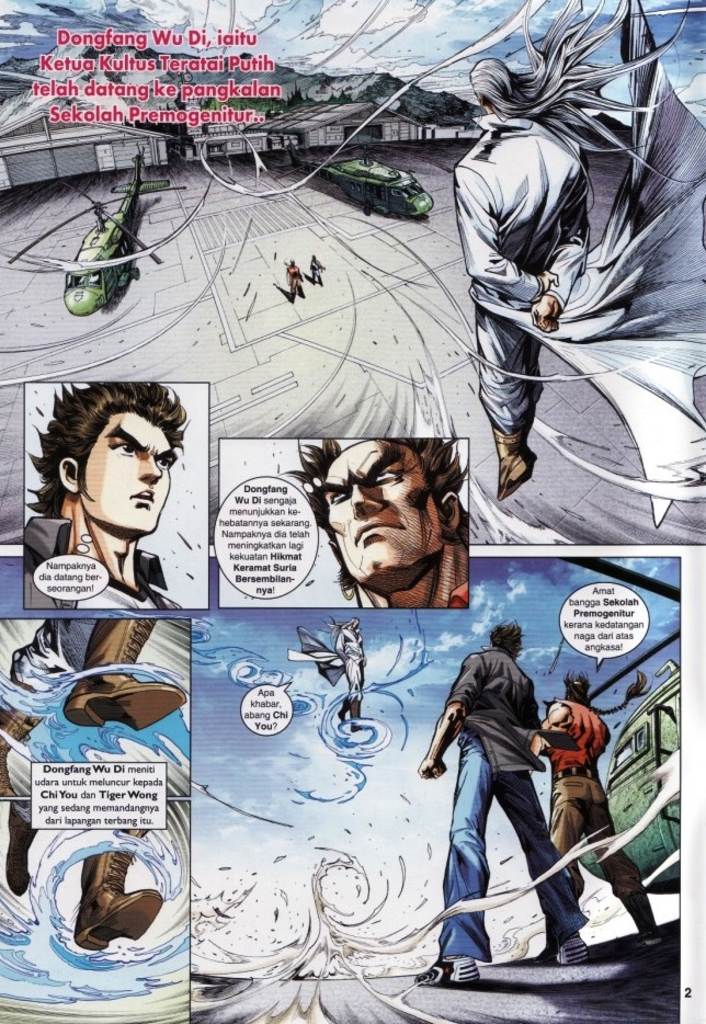 Dongfang Wu Di, iaitu
Ketua Kultus Teratai Putih
telah datang ke pangkalan
Sekolah Premogenitur..
Nampaknya
dia datang ber-
seorangan!
Dongfang
Wu Di sengaja
menunjukkan ke-
hebatannya sekarang.
Nampaknya dia telah
meningkatkan lagi
kekuatan Hikmat
Keramat Suria
Bersembilan-
nya!
Dongfang Wu Di meniti
udara untuk meluncur kepada
Chi You dan Tiger Wong
yang sedang memandangnya
dari lapangan terbang itu.
Apa
khabar,
abang Chi
You?
Amat
bangga Sekolah
Premogenitur
kerana kedatangan
naga dari atas
angkasa!
2